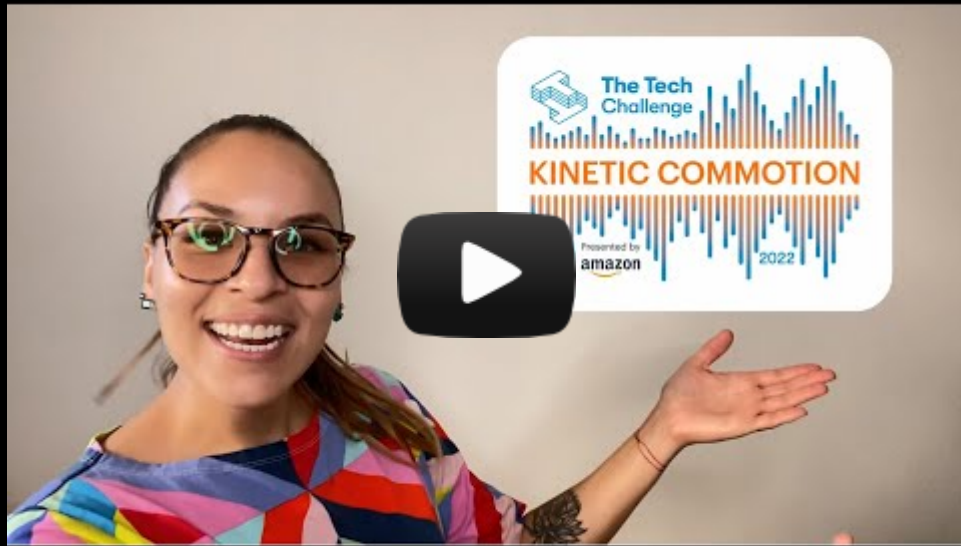 The Tech
Challenge
KINETIC COMMOTION
Presented by
amazon
2022